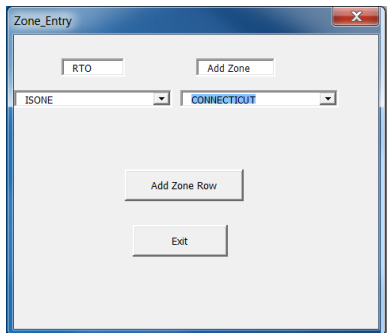 Zone_Entry
RTO Add Zone
ISONE CONNECTICUT
Add Zone Row
Exit